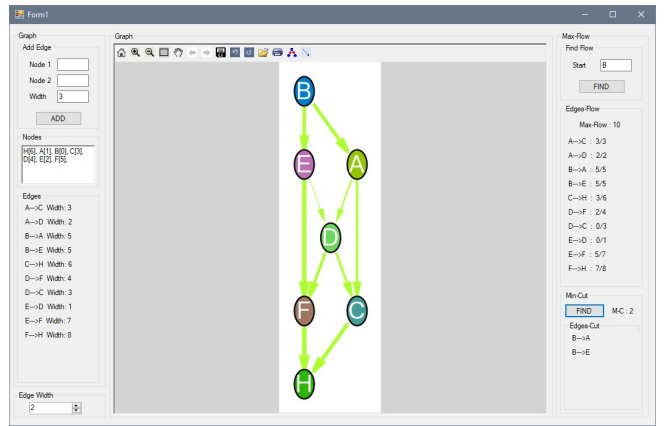 Form1
Graph
Add Edge
Node 1
Node 2
Width 3
ADD
Nodes
H[6], A[1], B[0], C[3],
D[4], E[2], F[5],
Edges
A--->C Width: 3
A--->D Width: 2
B--->A Width: 5
B--->E Width: 5
C--->H Width: 6
D--->F Width: 4
D--->C Width: 3
E--->D Width: 1
E--->F Width: 7
F--->H Width: 8
Edge Width
2
Graph
B
E A
D
F C
H
Max-Flow
Find Flow
Start B
FIND
Edges-Flow
Max-Flow : 10
A--->C : 3/3
A--->D : 2/2
B--->A : 5/5
B--->E : 5/5
C--->H : 3/6
D--->F : 2/4
D--->C : 0/3
E--->D : 0/1
E--->F : 5/7
F--->H : 7/8
Min-Cut
FIND M-C : 2
Edges-Cut
B--->A
B--->E